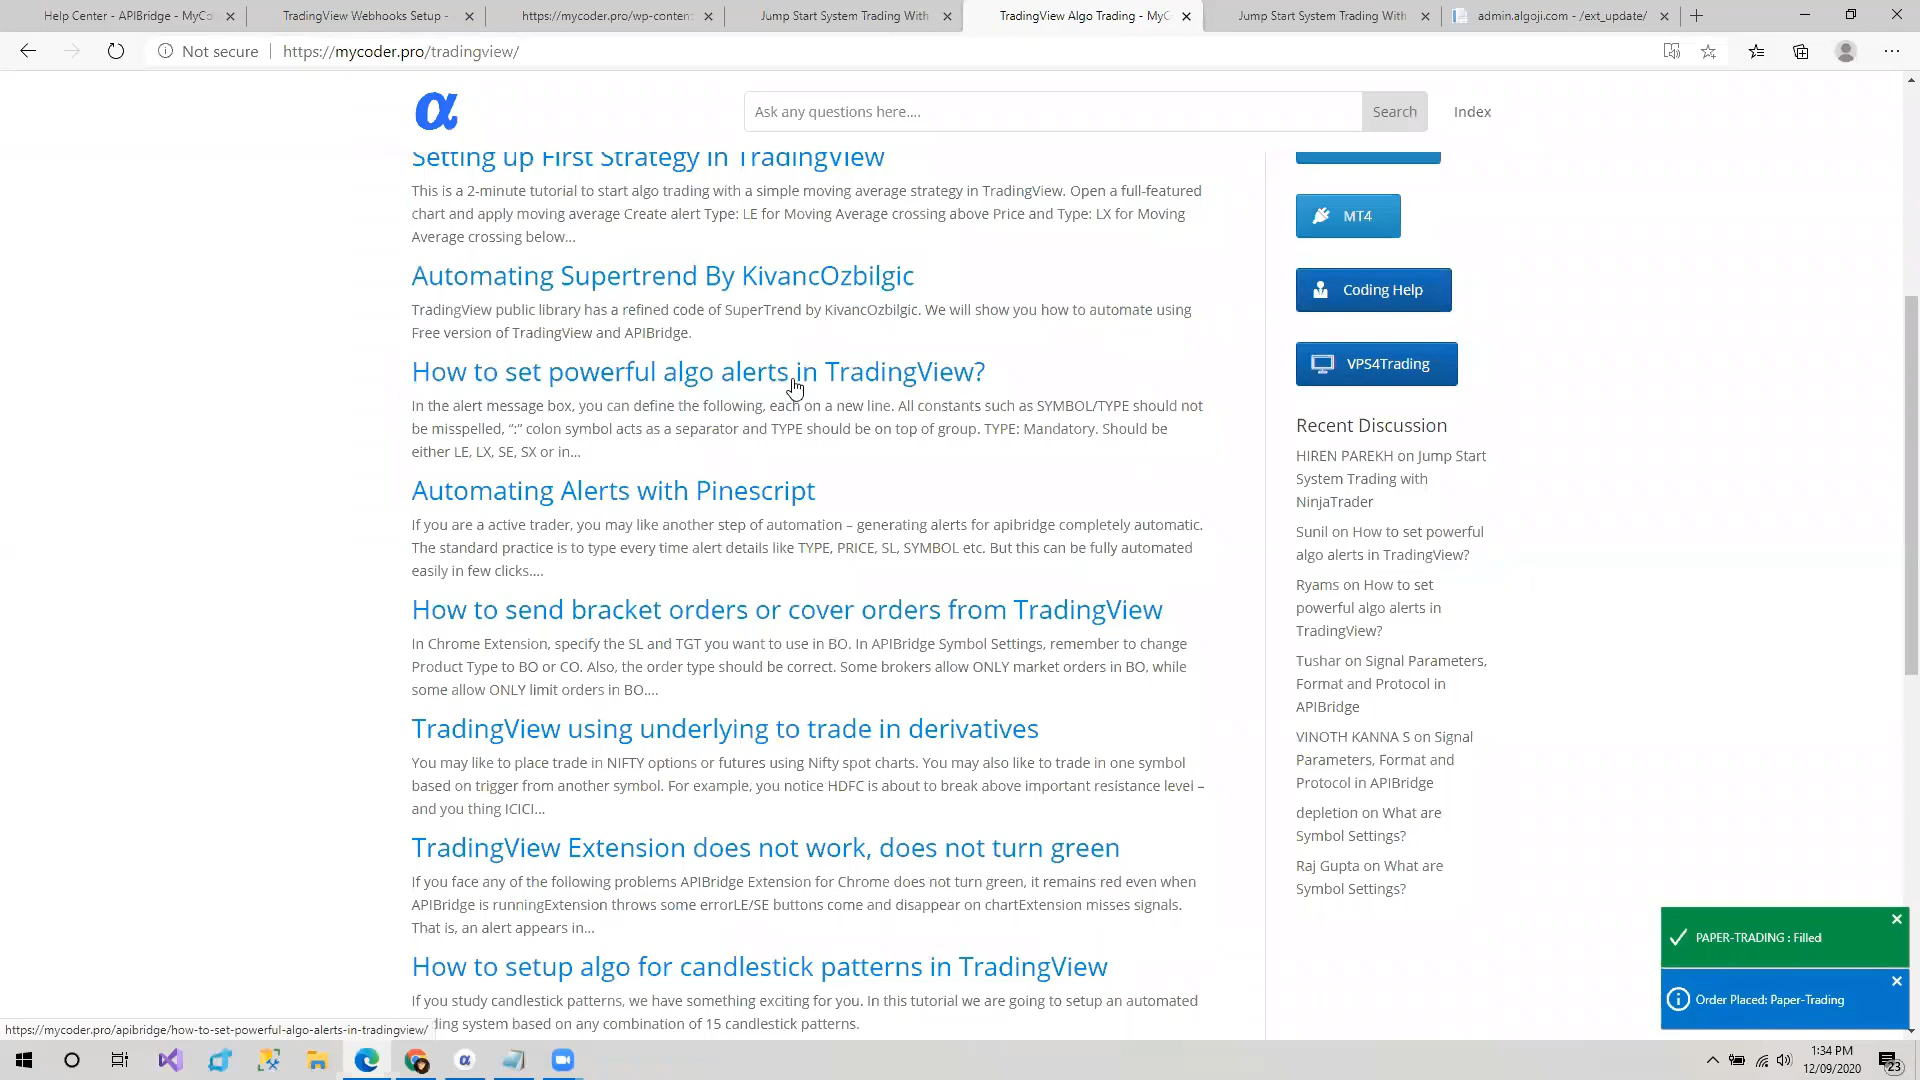 Help Center - APIBridge - MyCo
TradingView Webhooks Setup -
https://mycoder.pro/wp-conten
Jump Start System Trading With
TradingView Algo Trading - MyC
Jump Start System Trading With
admin.algoji.com - /ext_update/
Not secure
https://mycoder.pro/tradingview/
α
Ask any questions here....
Search
Index
Setting up First Strategy in TradingView
This is a 2-minute tutorial to start algo trading with a simple moving average strategy in TradingView. Open a full-featured
chart and apply moving average Create alert Type: LE for Moving Average crossing above Price and Type: LX for Moving
Average crossing below...
Automating Supertrend By KivancOzbilgic
TradingView public library has a refined code of SuperTrend by KivancOzbilgic. We will show you how to automate using
Free version of TradingView and APIBridge.
How to set powerful algo alerts in TradingView?
In the alert message box, you can define the following, each on a new line. All constants such as SYMBOL/TYPE should not
be misspelled, “:” colon symbol acts as a separator and TYPE should be on top of group. TYPE: Mandatory. Should be
either LE, LX, SE, SX or in...
Automating Alerts with Pinescript
If you are a active trader, you may like another step of automation – generating alerts for apibridge completely automatic.
The standard practice is to type every time alert details like TYPE, PRICE, SL, SYMBOL etc. But this can be fully automated
easily in few clicks....
How to send bracket orders or cover orders from TradingView
In Chrome Extension, specify the SL and TGT you want to use in BO. In APIBridge Symbol Settings, remember to change
Product Type to BO or CO. Also, the order type should be correct. Some brokers allow ONLY market orders in BO, while
some allow ONLY limit orders in BO....
TradingView using underlying to trade in derivatives
You may like to place trade in NIFTY options or futures using Nifty spot charts. You may also like to trade in one symbol
based on trigger from another symbol. For example, you notice HDFC is about to break above important resistance level –
and you thing ICICI...
TradingView Extension does not work, does not turn green
If you face any of the following problems APIBridge Extension for Chrome does not turn green, it remains red even when
APIBridge is runningExtension throws some errorLE/SE buttons come and disappear on chartExtension misses signals.
That is, an alert appears in...
How to setup algo for candlestick patterns in TradingView
If you study candlestick patterns, we have something exciting for you. In this tutorial we are going to setup an automated
ding system based on any combination of 15 candlestick patterns.
MT4
Coding Help
VPS4Trading
Recent Discussion
HIREN PAREKH on Jump Start
System Trading with
NinjaTrader
Sunil on How to set powerful
algo alerts in TradingView?
Ryams on How to set
powerful algo alerts in
TradingView?
Tushar on Signal Parameters,
Format and Protocol in
APIBridge
VINOTH KANNA S on Signal
Parameters, Format and
Protocol in APIBridge
depletion on What are
Symbol Settings?
Raj Gupta on What are
Symbol Settings?
PAPER-TRADING : Filled
Order Placed: Paper-Trading
https://mycoder.pro/apibridge/how-to-set-powerful-algo-alerts-in-tradingview/
α
1:34 PM
12/09/2020
23